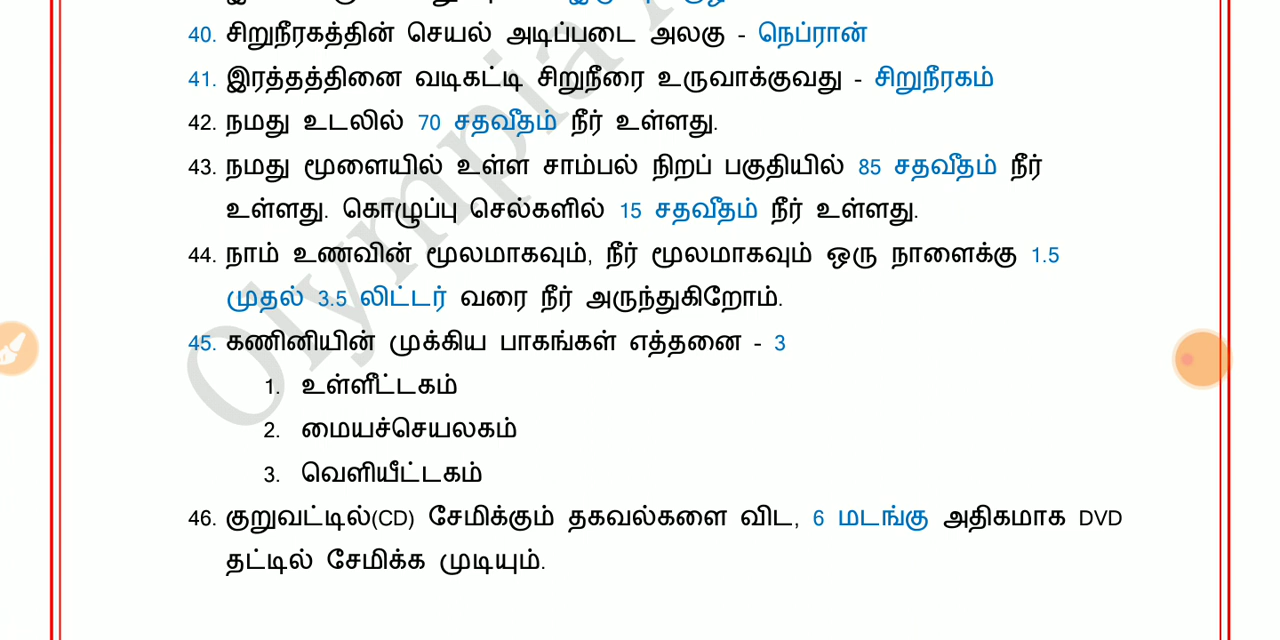 40. சிறுநீரகத்தின் செயல் அடிப்படை அலகு - நெப்ரான்
41. இரத்தத்தினை வடிகட்டி சிறுநீரை உருவாக்குவது - சிறுநீரகம்
42. நமது உடலில் 70 சதவீதம் நீர் உள்ளது.
43. நமது மூளையில் உள்ள சாம்பல் நிறப் பகுதியில் 85 சதவீதம் நீர்
உள்ளது. கொழுப்பு செல்களில் 15 சதவீதம் நீர் உள்ளது.
44. நாம் உணவின் மூலமாகவும், நீர் மூலமாகவும் ஒரு நாளைக்கு 1.5
முதல் 3.5 லிட்டர் வரை நீர் அருந்துகிறோம்.
45. கணினியின் முக்கிய பாகங்கள் எத்தனை - 3
1. உள்ளீட்டகம்
2. மையச்செயலகம்
3. வெளியீட்டகம்
46. குறுவட்டில்(CD) சேமிக்கும் தகவல்களை விட, 6 மடங்கு அதிகமாக DVD
தட்டில் சேமிக்க முடியும்.
Olympia